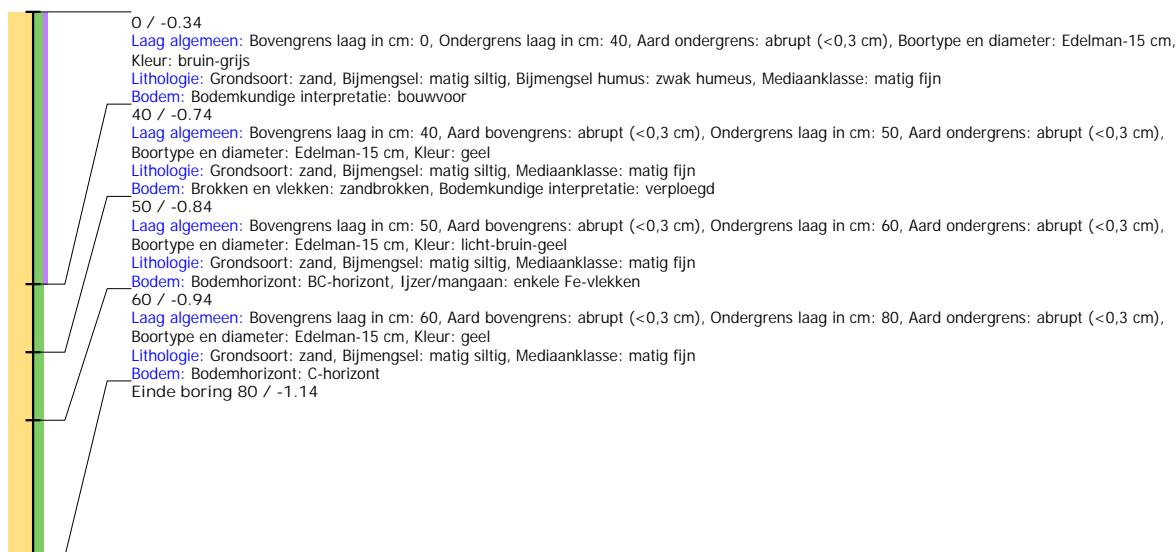 0 / -0.34
Laag algemeen: Bovengrens laag in cm: 0, Ondergrens laag in cm: 40, Aard ondergrens: abrupt (<0,3 cm), Boortype en diameter: Edelman-15 cm,
Kleur: bruin-grijs
Lithologie: Grondsoort: zand, Bijmengsel: matig siltig, Bijmengsel humus: zwak humeus, Mediaanklasse: matig fijn
Bodem: Bodemkundige interpretatie: bouwvoor
40 / -0.74
Laag algemeen: Bovengrens laag in cm: 40, Aard bovengrens: abrupt (<0,3 cm), Ondergrens laag in cm: 50, Aard ondergrens: abrupt (<0,3 cm),
Boortype en diameter: Edelman-15 cm, Kleur: geel
Lithologie: Grondsoort: zand, Bijmengsel: matig siltig, Mediaanklasse: matig fijn
Bodem: Brokken en vlekken: zandbrokken, Bodemkundige interpretatie: verploegd
50 / -0.84
Laag algemeen: Bovengrens laag in cm: 50, Aard bovengrens: abrupt (<0,3 cm), Ondergrens laag in cm: 60, Aard ondergrens: abrupt (<0,3 cm),
Boortype en diameter: Edelman-15 cm, Kleur: licht-bruin-geel
Lithologie: Grondsoort: zand, Bijmengsel: matig siltig, Mediaanklasse: matig fijn
Bodem: Bodemhorizont: BC-horizont, Ijzer/mangaan: enkele Fe-vlekken
60 / -0.94
Laag algemeen: Bovengrens laag in cm: 60, Aard bovengrens: abrupt (<0,3 cm), Ondergrens laag in cm: 80, Aard ondergrens: abrupt (<0,3 cm),
Boortype en diameter: Edelman-15 cm, Kleur: geel
Lithologie: Grondsoort: zand, Bijmengsel: matig siltig, Mediaanklasse: matig fijn
Bodem: Bodemhorizont: C-horizont
Einde boring 80 / -1.14